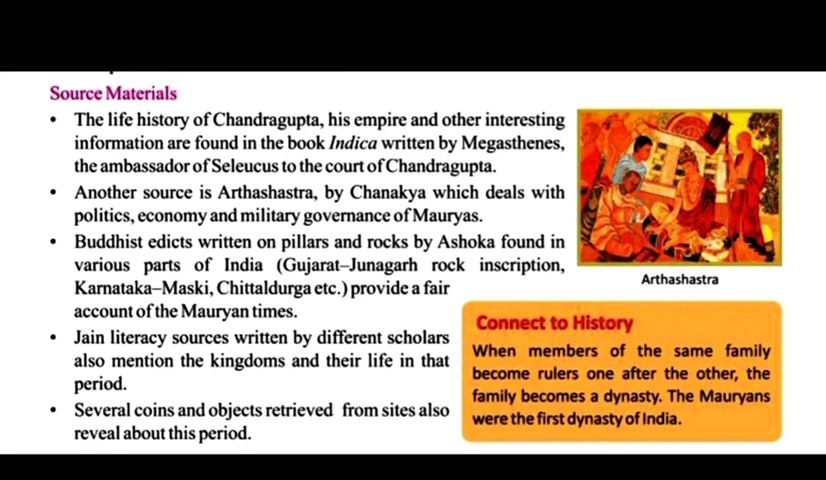 Source Materials
• The life history of Chandragupta, his empire and other interesting
information are found in the book Indica written by Megasthenes,
the ambassador of Seleucus to the court of Chandragupta.
• Another source is Arthashastra, by Chanakya which deals with
politics, economy and military governance of Mauryas.
• Buddhist edicts written on pillars and rocks by Ashoka found in
various parts of India (Gujarat–Junagarh rock inscription,
Karnataka–Maski, Chittaldurga etc.) provide a fair
account of the Mauryan times.
• Jain literacy sources written by different scholars
also mention the kingdoms and their life in that
period.
• Several coins and objects retrieved from sites also
reveal about this period.
Arthashastra
Connect to History
When members of the same family
become rulers one after the other, the
family becomes a dynasty. The Mauryans
were the first dynasty of India.